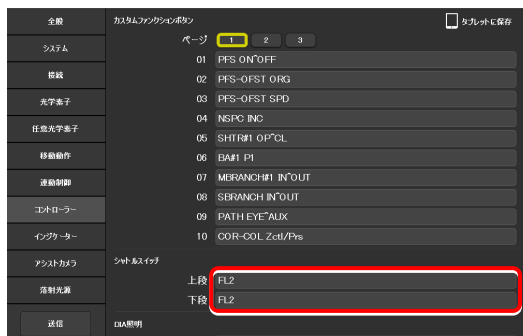 全般
システム
接続
光学素子
任意光学素子
移動動作
連動制御
コントローラー
インジケーター
アシストカメラ
落射光源
送信
カスタムファンクションボタン
タブレットに保存
ページ 1 2 3
01 PFS ON^OFF
02 PFS-OFST ORG
03 PFS-OFST SPD
04 NSPC INC
05 SHTR#1 OP^CL
06 BA#1 P1
07 MBRANCH#1 IN^OUT
08 SBRANCH IN^OUT
09 PATH EYE^AUX
10 COR-COL Zctl/Prs
シャトルスイッチ
上段 FL2
下段 FL2
DIA照明